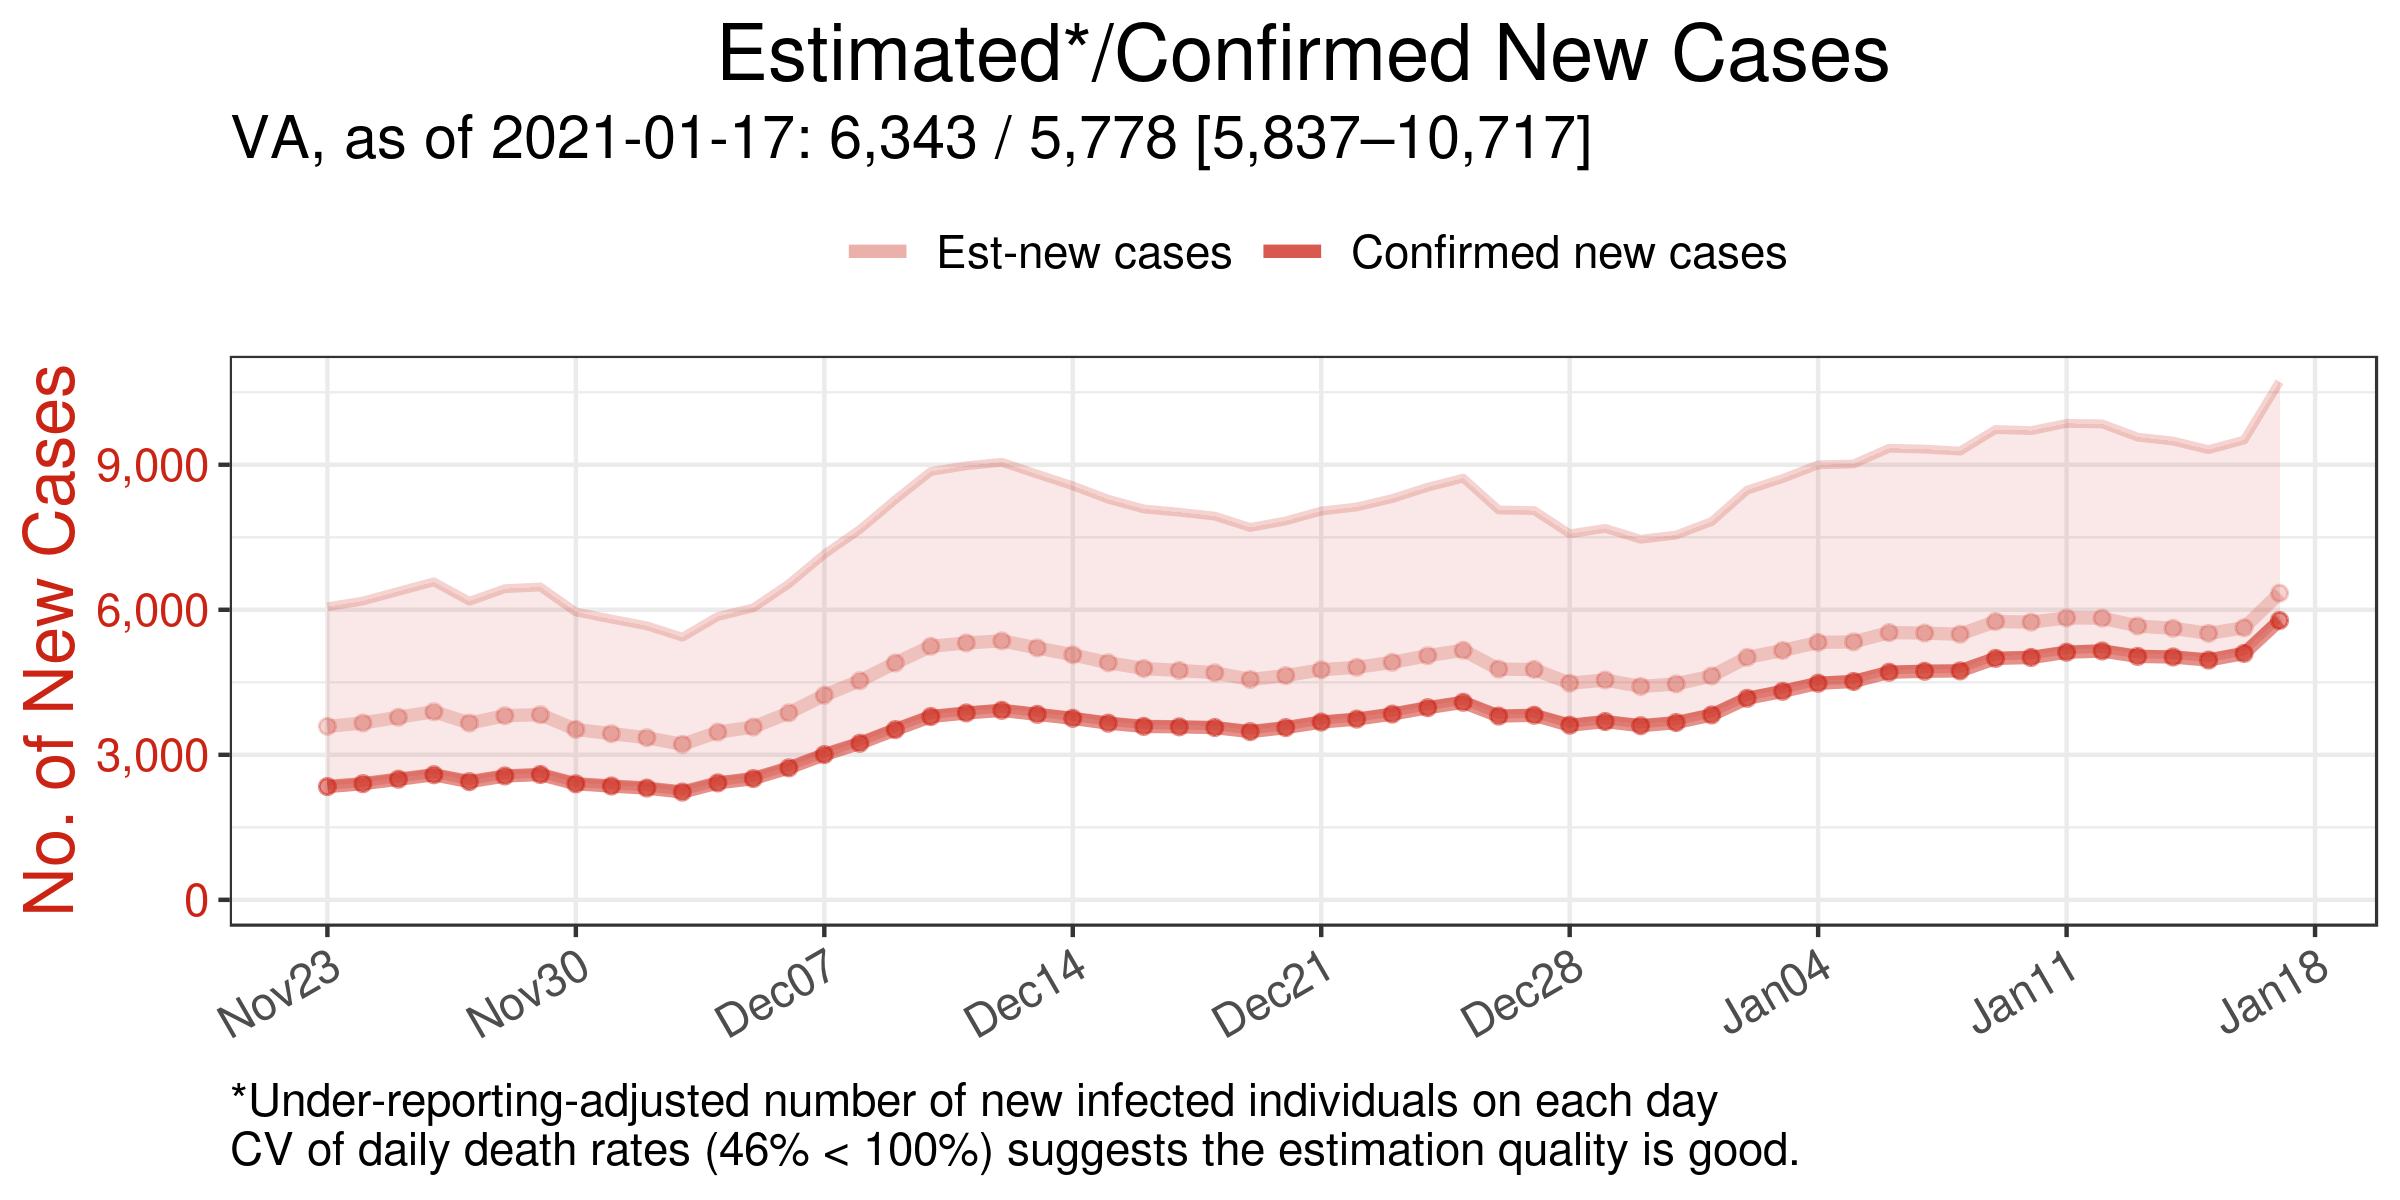 Estimated*/Confirmed New Cases
VA, as of 2021-01-17: 6,343 / 5,778 [5,837–10,717]
Est-new cases Confirmed new cases
No. of New Cases
9,000
6,000
3,000
0
Nov23 Nov30 Dec07 Dec14 Dec21 Dec28 Jan04 Jan11 Jan18
*Under-reporting-adjusted number of new infected individuals on each day
CV of daily death rates (46% < 100%) suggests the estimation quality is good.